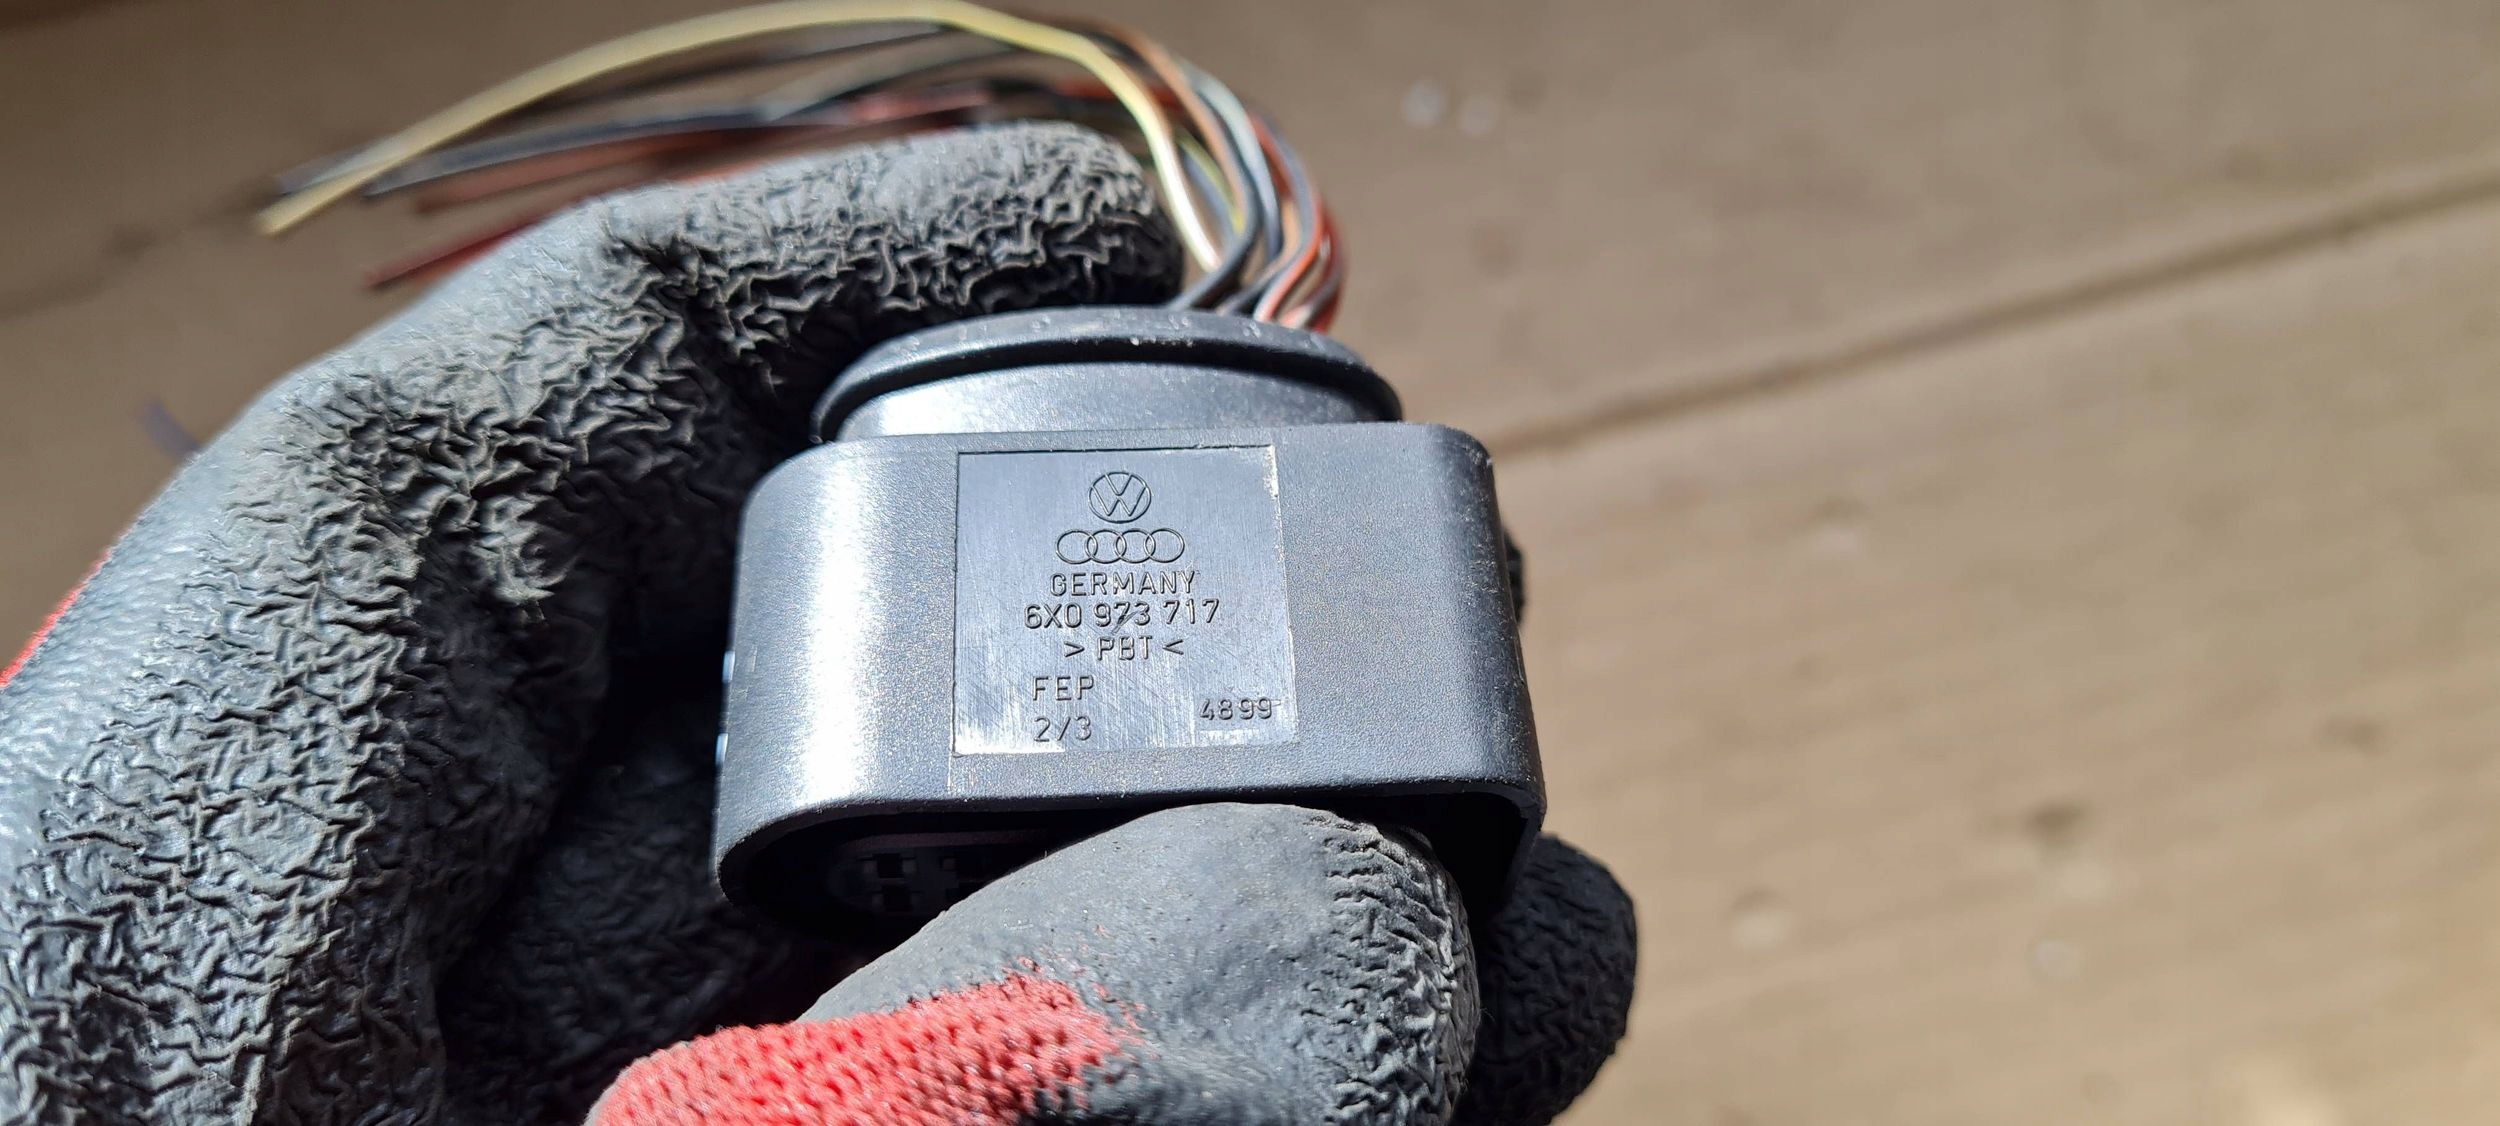 GERMANY
6X0 973 717
> PBT <
FEP
2/3
4899